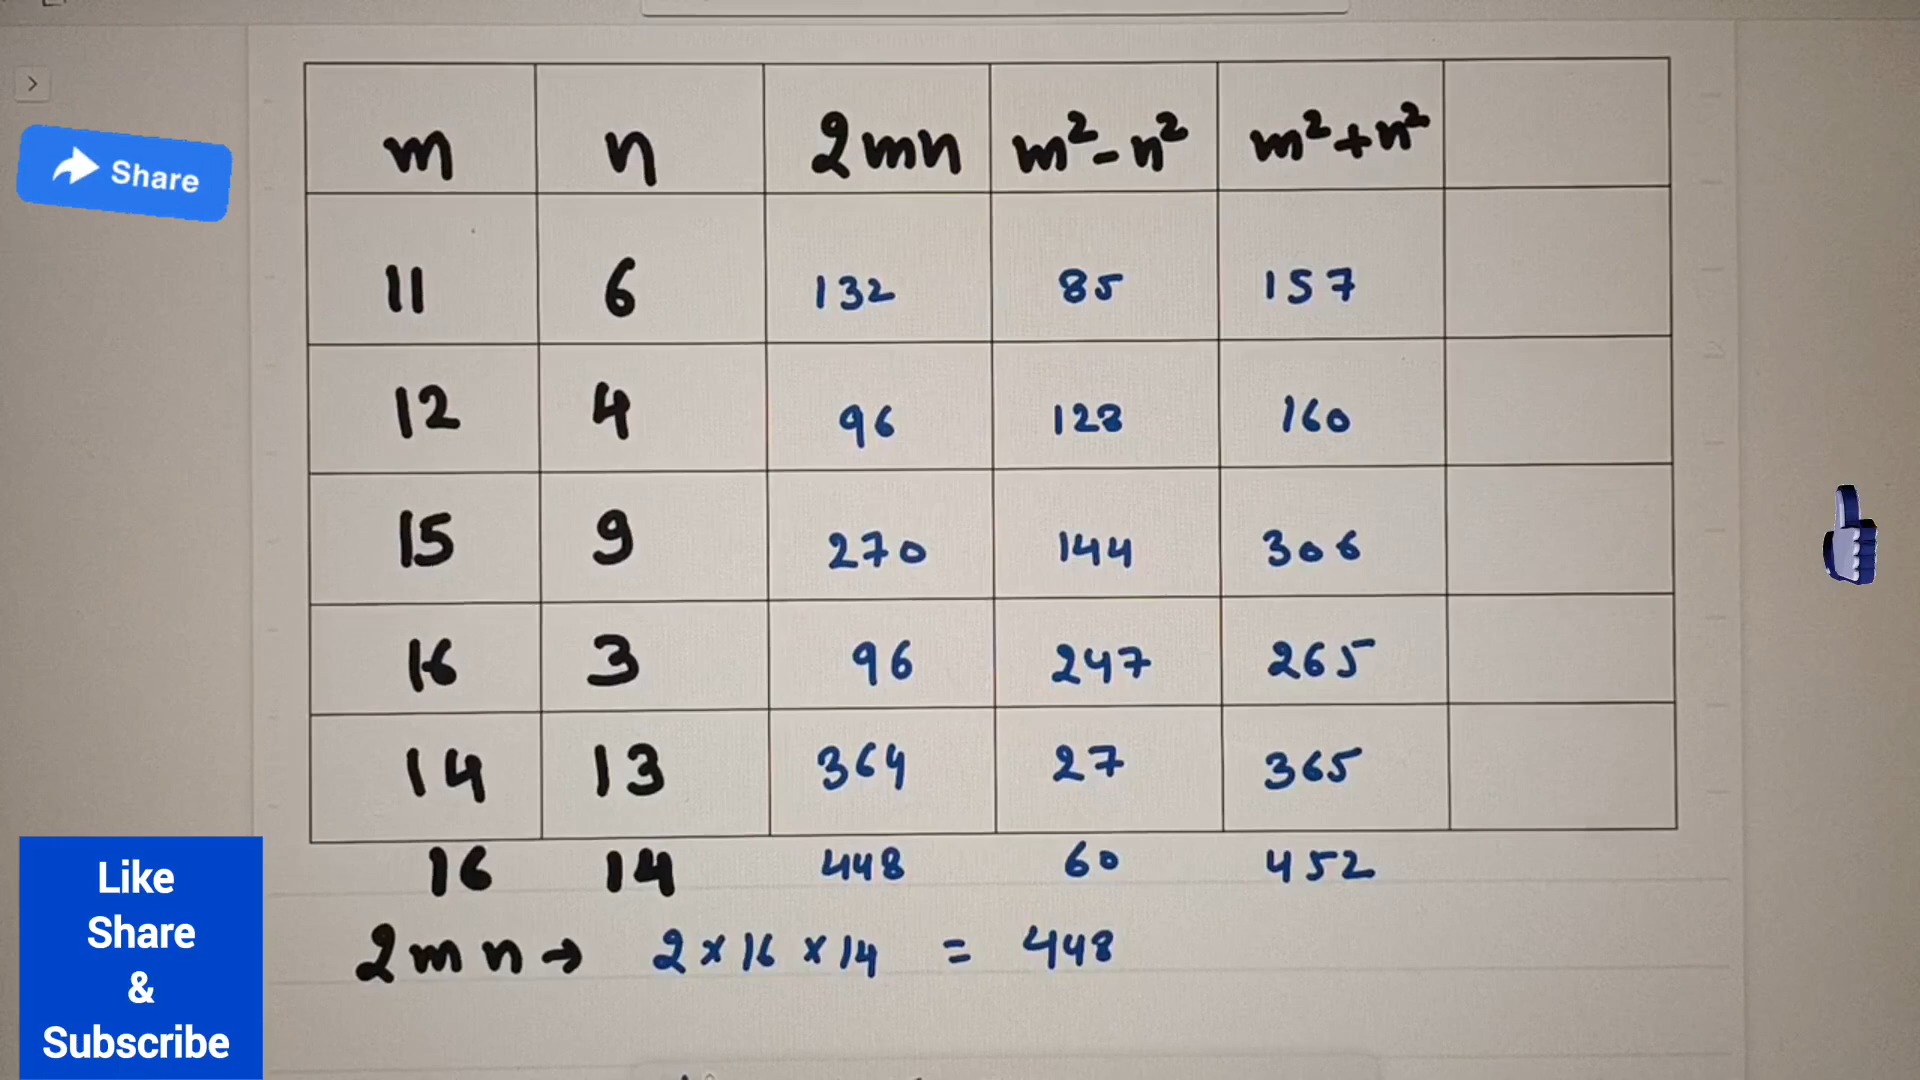 Share
m n 2mn m²-n² m²+n²
11 6 132 85 157
12 4 96 128 160
15 9 270 144 306
16 3 96 247 265
14 13 364 27 365
16 14 448 60 452
2mn→ 2×16×14 = 448
Like
Share
&
Subscribe